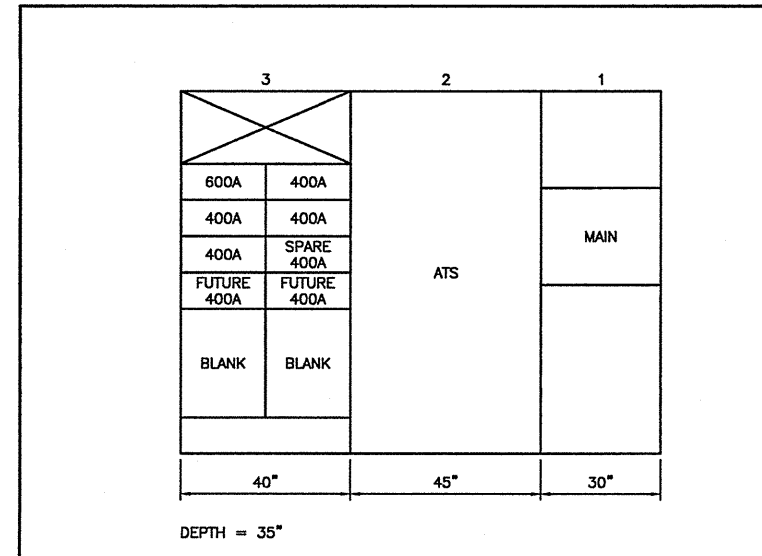 3 2 1
600A 400A
400A 400A
MAIN
400A SPARE
400A
ATS
FUTURE
400A FUTURE
400A
BLANK BLANK
40" 45" 30"
DEPTH = 35"